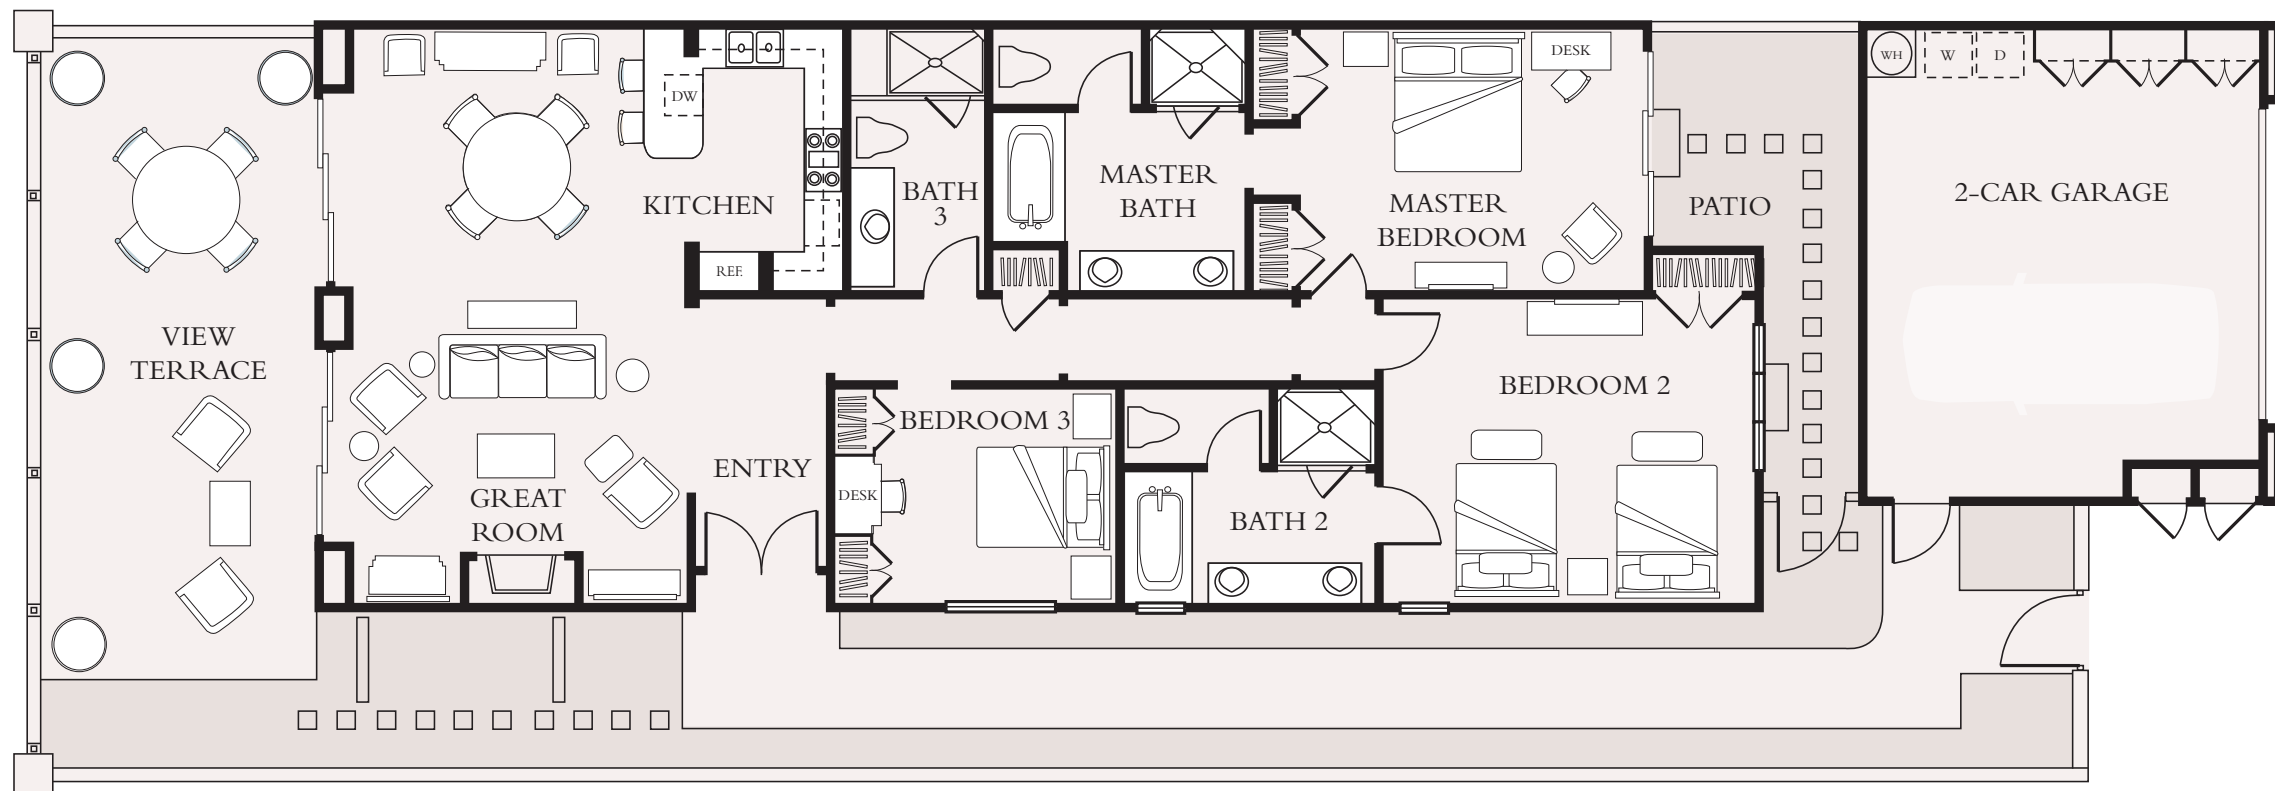 DESK
WH
W
D
DW
KITCHEN
BATH
3
MASTER
BATH
MASTER
BEDROOM
PATIO
2-CAR GARAGE
REF.
VIEW
TERRACE
BEDROOM 2
BEDROOM 3
ENTRY
DESK
GREAT
ROOM
BATH 2